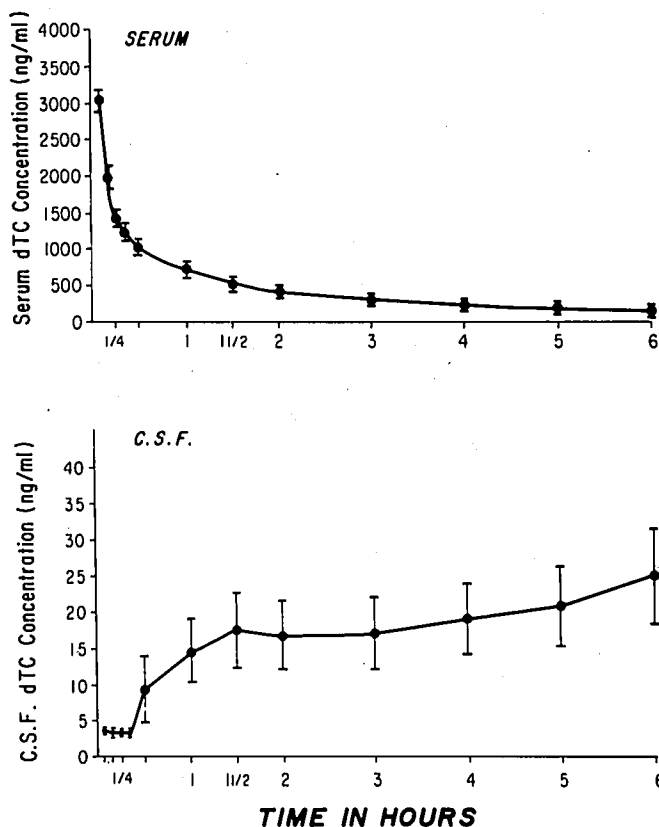 SERUM
Serum dTC Concentration (ng/ml)
4000
3500
3000
2500
2000
1500
1000
500
0
1/4 1 1 1/2 2 3 4 5 6
C.S.F.
C.S.F. dTC Concentration (ng/ml)
40
35
30
25
20
15
10
5
0
1/4 1 1 1/2 2 3 4 5 6
TIME IN HOURS